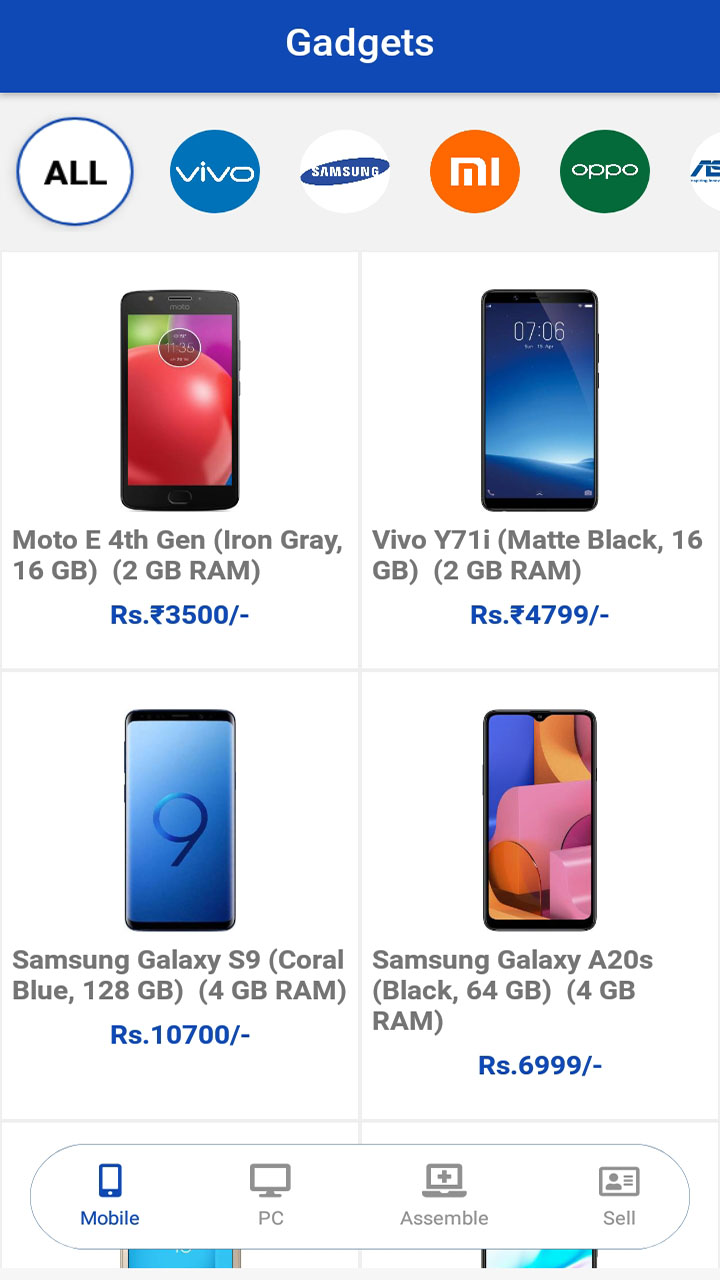 Gadgets
ALL
vivo
SAMSUNG
mi
oppo
moto
11:35
07:06
Sun 15. Apr
9
Moto E 4th Gen (Iron Gray,
16 GB) (2 GB RAM)
Rs.₹3500/-
Vivo Y71i (Matte Black, 16
GB) (2 GB RAM)
Rs.₹4799/-
Samsung Galaxy S9 (Coral
Blue, 128 GB) (4 GB RAM)
Rs.10700/-
Samsung Galaxy A20s
(Black, 64 GB) (4 GB
RAM)
Rs.6999/-
Mobile
PC
Assemble
Sell